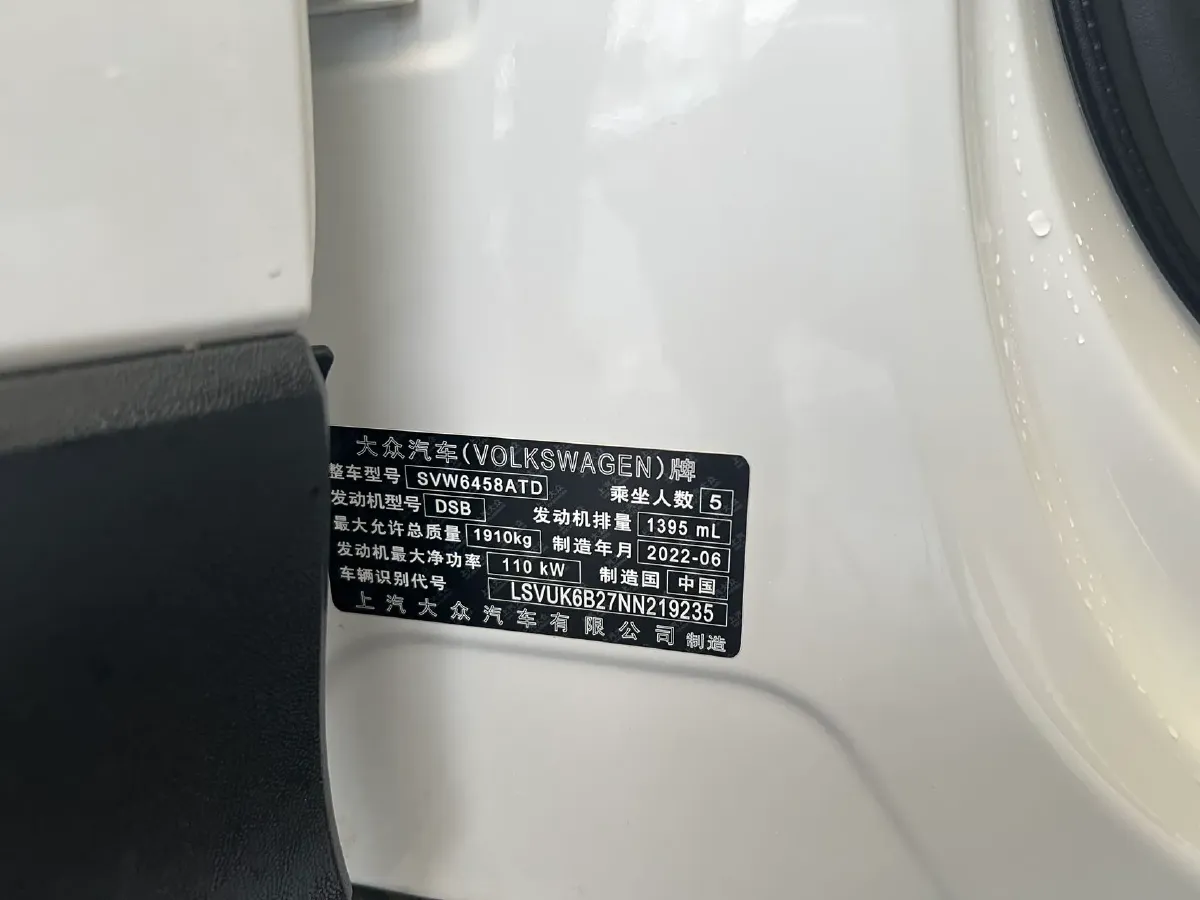 大众汽车(VOLKSWAGEN)牌
整车型号 SVW6458ATD 乘坐人数 5
发动机型号 DSB 发动机排量 1395 mL
最大允许总质量 1910kg 制造年月 2022-06
发动机最大净功率 110 kW 制造国 中国
车辆识别代号 LSVUK6B27NN219235
上汽大众汽车有限公司 制造